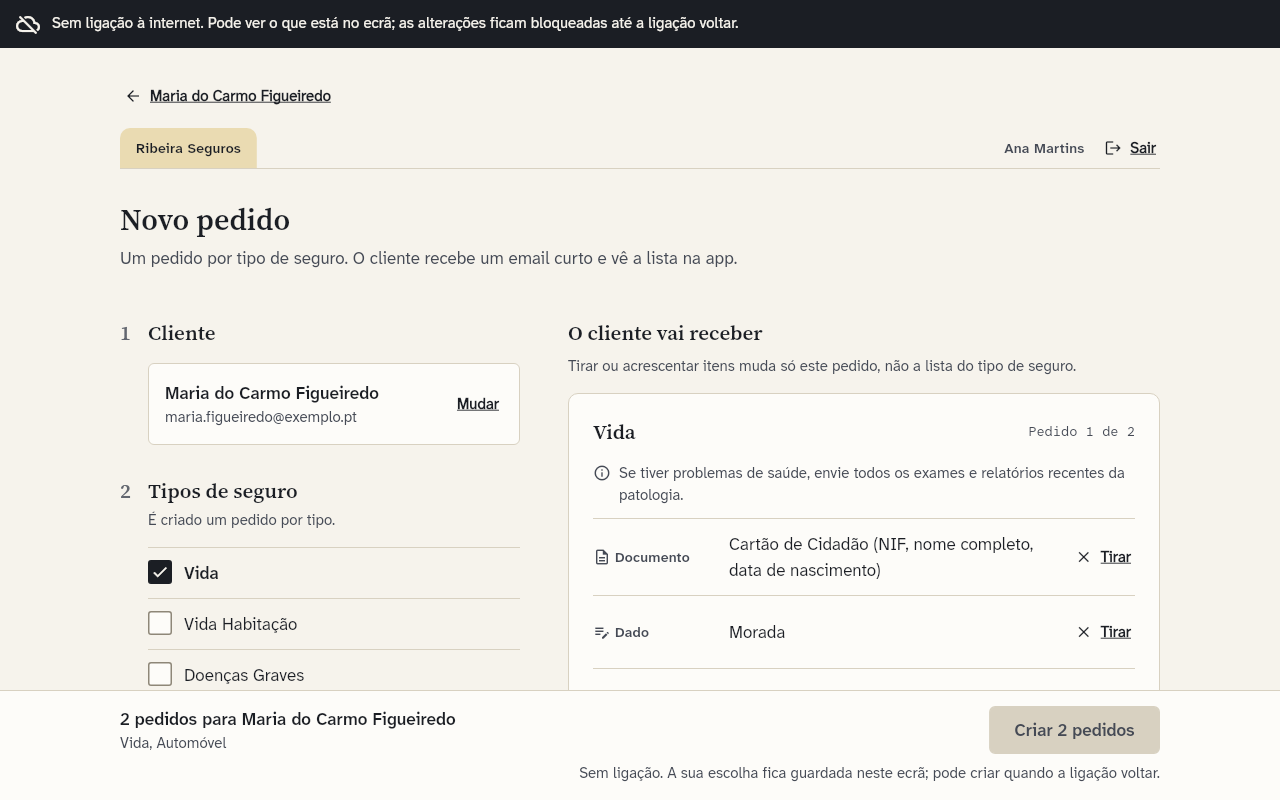 Sem ligação à internet. Pode ver o que está no ecrã; as alterações ficam bloqueadas até a ligação voltar.
Maria do Carmo Figueiredo
Ribeira Seguros
Ana Martins
Sair
Novo pedido
Um pedido por tipo de seguro. O cliente recebe um email curto e vê a lista na app.
1 Cliente
Maria do Carmo Figueiredo
maria.figueiredo@exemplo.pt
Mudar
2 Tipos de seguro
É criado um pedido por tipo.
Vida
Vida Habitação
Doenças Graves
O cliente vai receber
Tirar ou acrescentar itens muda só este pedido, não a lista do tipo de seguro.
Vida
Pedido 1 de 2
Se tiver problemas de saúde, envie todos os exames e relatórios recentes da
patologia.
Documento
Cartão de Cidadão (NIF, nome completo,
data de nascimento)
Tirar
Dado
Morada
Tirar
2 pedidos para Maria do Carmo Figueiredo
Vida, Automóvel
Criar 2 pedidos
Sem ligação. A sua escolha fica guardada neste ecrã; pode criar quando a ligação voltar.